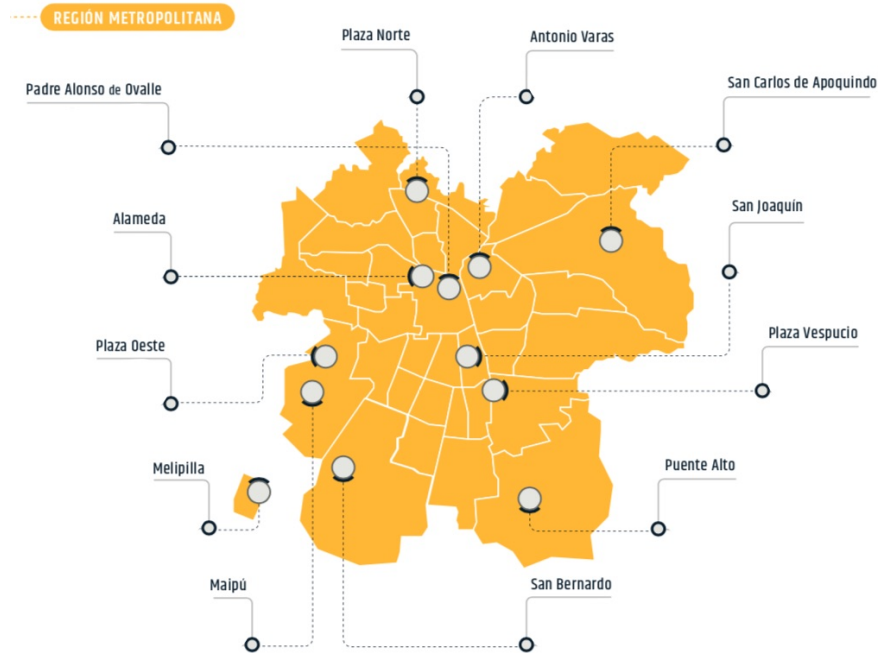 REGIÓN METROPOLITANA
Plaza Norte
Antonio Varas
Padre Alonso de Ovalle
San Carlos de Apoquindo
Alameda
San Joaquín
Plaza Oeste
Plaza Vespucio
Melipilla
Puente Alto
Maipú
San Bernardo